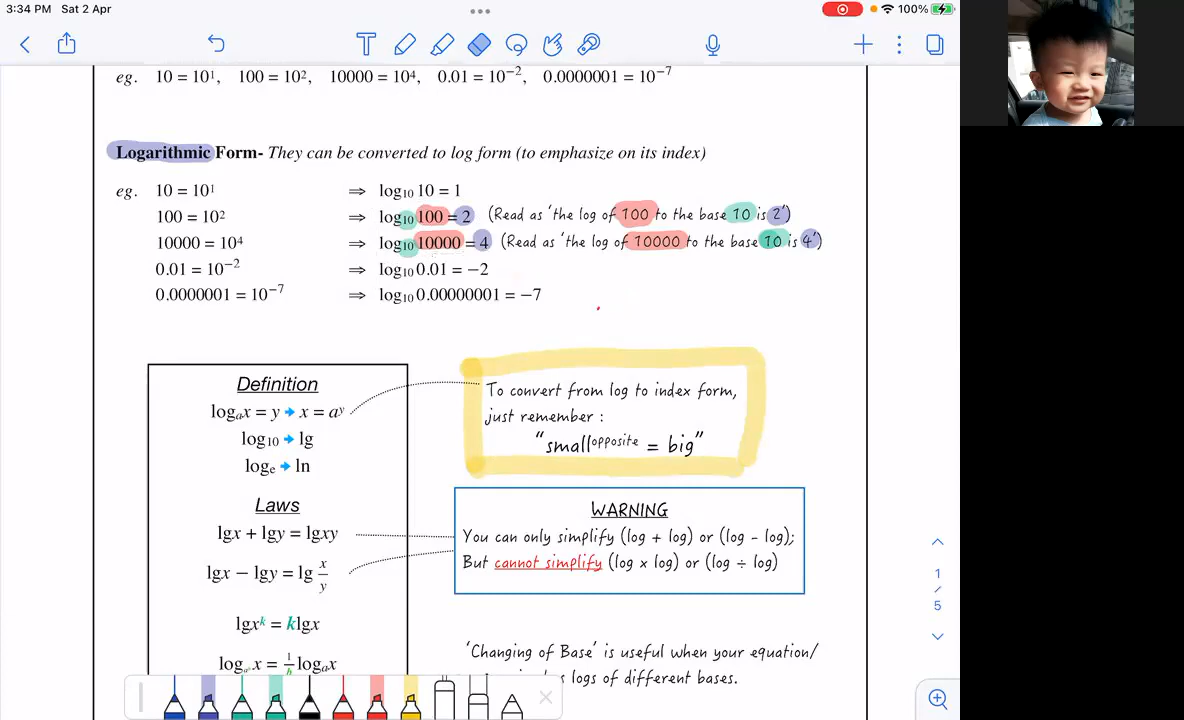 3:34 PM Sat 2 Apr 100%
eg. 10 = 10¹, 100 = 10², 10000 = 10⁴, 0.01 = 10⁻², 0.0000001 = 10⁻⁷
Logarithmic Form- They can be converted to log form (to emphasize on its index)
eg. 10 = 10¹ ⇒ log₁₀ 10 = 1
100 = 10² ⇒ log₁₀ 100 = 2 (Read as 'the log of 100 to the base 10 is 2')
10000 = 10⁴ ⇒ log₁₀ 10000 = 4 (Read as 'the log of 10000 to the base 10 is 4')
0.01 = 10⁻² ⇒ log₁₀ 0.01 = −2
0.0000001 = 10⁻⁷ ⇒ log₁₀ 0.00000001 = −7
Definition
logₐx = y → x = aʸ
log₁₀ → lg
logₑ → ln
Laws
lgx + lgy = lgxy
lgx − lgy = lg x/y
lgxᵏ = klgx
x = 1/b logₐx
To convert from log to index form,
just remember :
"small^opposite = big"
WARNING
You can only simplify (log + log) or (log - log);
But cannot simplify (log x log) or (log ÷ log)
'Changing of Base' is useful when your equation/
logs of different bases.
1
/
5